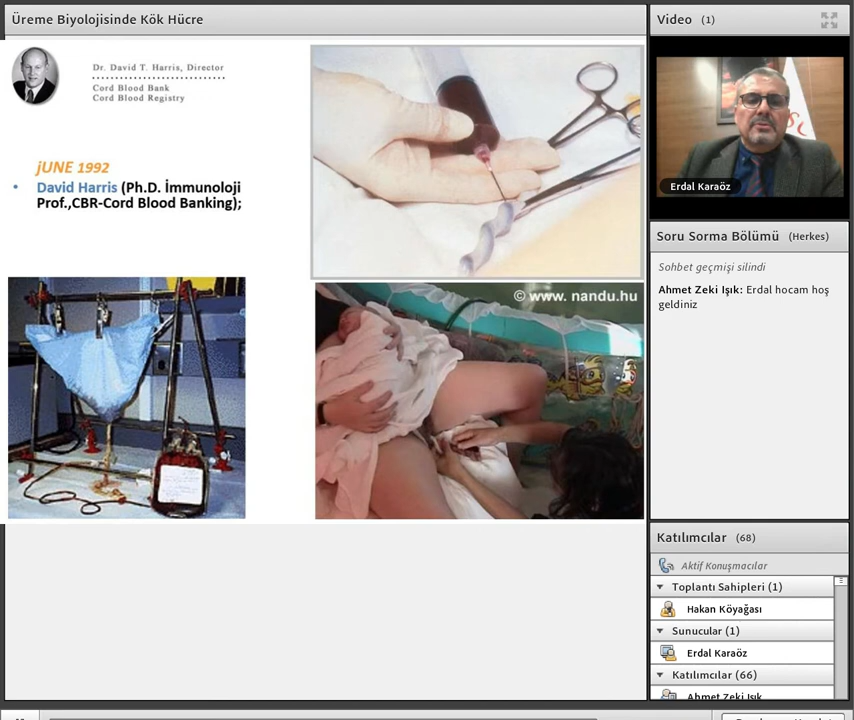 Üreme Biyolojisinde Kök Hücre
Dr. David T. Harris, Director
Cord Blood Bank
Cord Blood Registry
jUNE 1992
• David Harris (Ph.D. İmmunoloji
Prof.,CBR-Cord Blood Banking);
© www. nandu.hu
Video (1)
Erdal Karaöz
Soru Sorma Bölümü (Herkes)
Sohbet geçmişi silindi
Ahmet Zeki Işık: Erdal hocam hoş
geldiniz
Katılımcılar (68)
Aktif Konuşmacılar
Toplantı Sahipleri (1)
Hakan Köyağası
Sunucular (1)
Erdal Karaöz
Katılımcılar (66)
Ahmet Zeki Işık